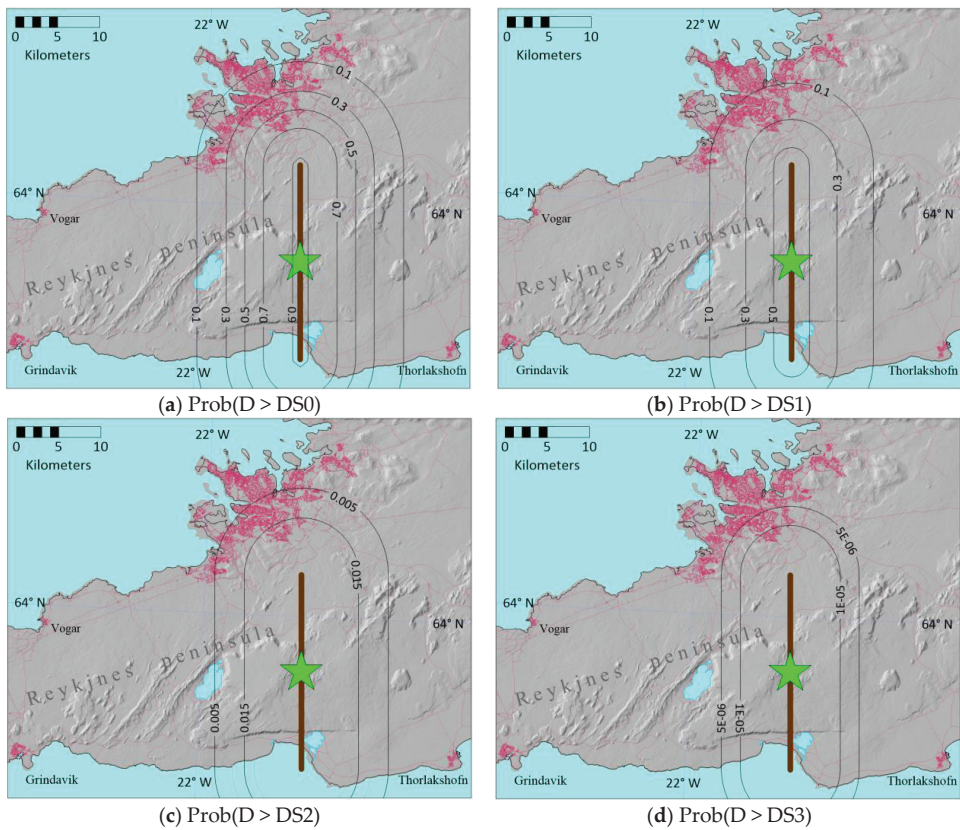 22° W
0 5 10
Kilometers
0.1
0.3
0.5
0.7
64° N
Vogar
64° N
Reykjnes peninsula
0.1
0.3
0.5
0.7
0.9
22° W
Grindavik
Thorlakshofn
(a) Prob(D > DS0)
22° W
0 5 10
Kilometers
0.1
0.3
64° N
Vogar
64° N
Reykjnes peninsula
0.1
0.3
0.5
22° W
Grindavik
Thorlakshofn
(b) Prob(D > DS1)
22° W
0 5 10
Kilometers
0.005
0.015
64° N
Vogar
64° N
Reykjnes peninsula
0.005
0.015
22° W
Grindavik
Thorlakshofn
(c) Prob(D > DS2)
22° W
0 5 10
Kilometers
5E-06
1E-05
64° N
Vogar
64° N
Reykjnes peninsula
5E-06
1E-05
22° W
Grindavik
Thorlakshofn
(d) Prob(D > DS3)